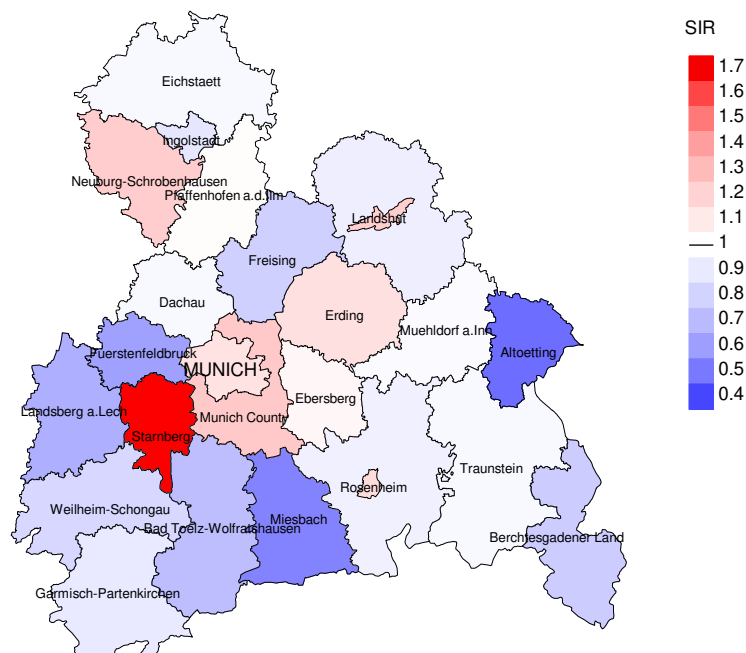 SIR
1.7
1.6
1.5
1.4
1.3
1.2
1.1
1
0.9
0.8
0.7
0.6
0.5
0.4
Eichstaett
Ingolstadt
Neuburg-Schrobenhausen
Pfaffenhofen a.d.Ilm
Landshut
Freising
Dachau
Erding
Muehldorf a.Inn
Fuerstenfeldbruck
Altoetting
MUNICH
Ebersberg
Landsberg a.Lech
Munich County
Starnberg
Traunstein
Rosenheim
Weilheim-Schongau
Miesbach
Bad Toelz-Wolfratshausen
Berchtesgadener Land
Garmisch-Partenkirchen